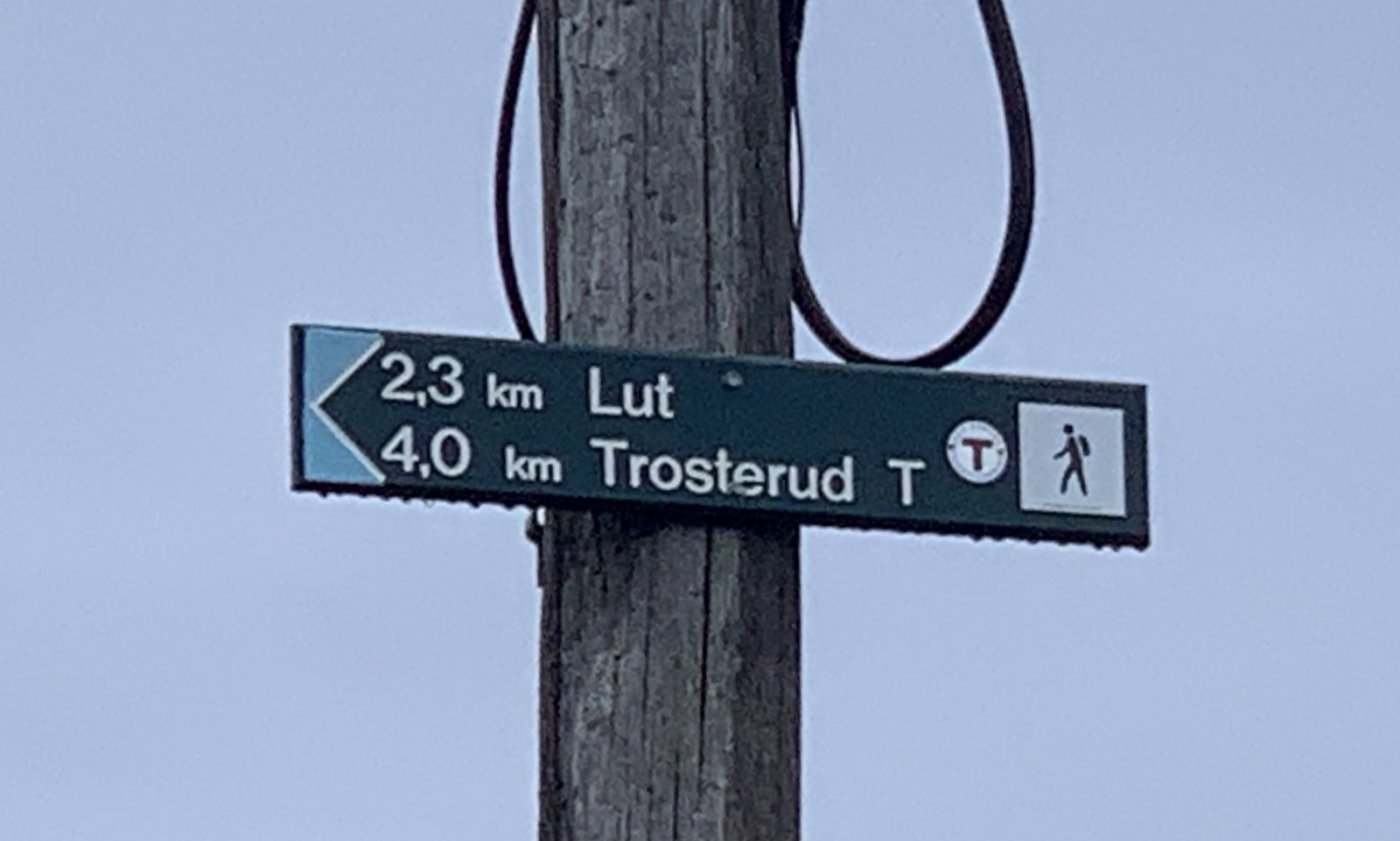 2,3 km Lut
4,0 km Trosterud T
T